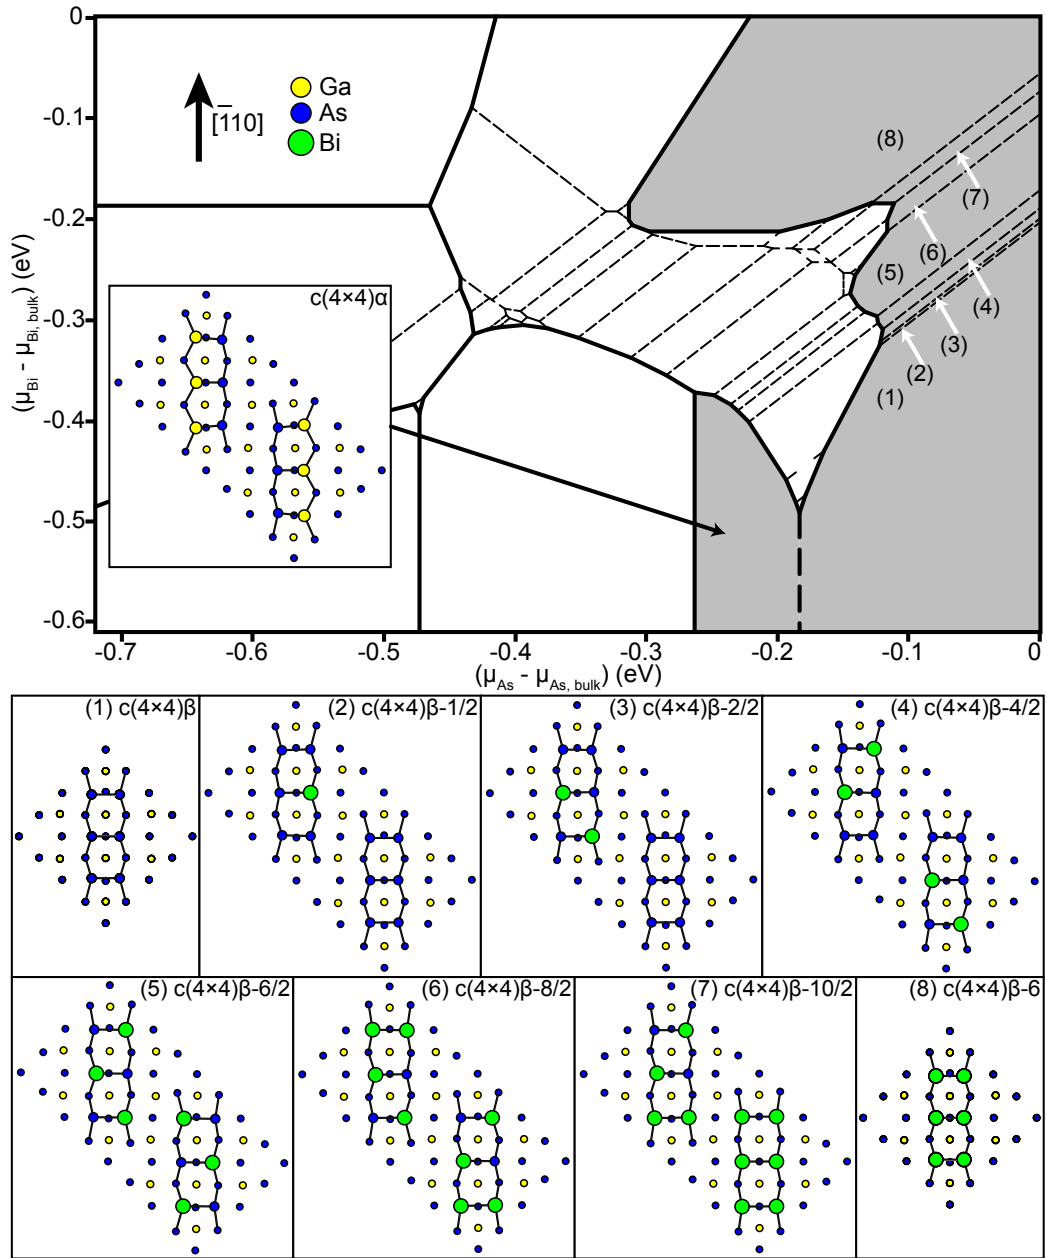 0
-0.1
-0.2
-0.3
-0.4
-0.5
-0.6
(μBi - μBi, bulk) (eV)
[1̄10]
Ga
As
Bi
c(4×4)α
(8)
(7)
(6)
(5)
(4)
(3)
(2)
(1)
-0.7 -0.6 -0.5 -0.4 -0.3 -0.2 -0.1 0
(μAs - μAs, bulk) (eV)
(1) c(4×4)β
(2) c(4×4)β-1/2
(3) c(4×4)β-2/2
(4) c(4×4)β-4/2
(5) c(4×4)β-6/2
(6) c(4×4)β-8/2
(7) c(4×4)β-10/2
(8) c(4×4)β-6